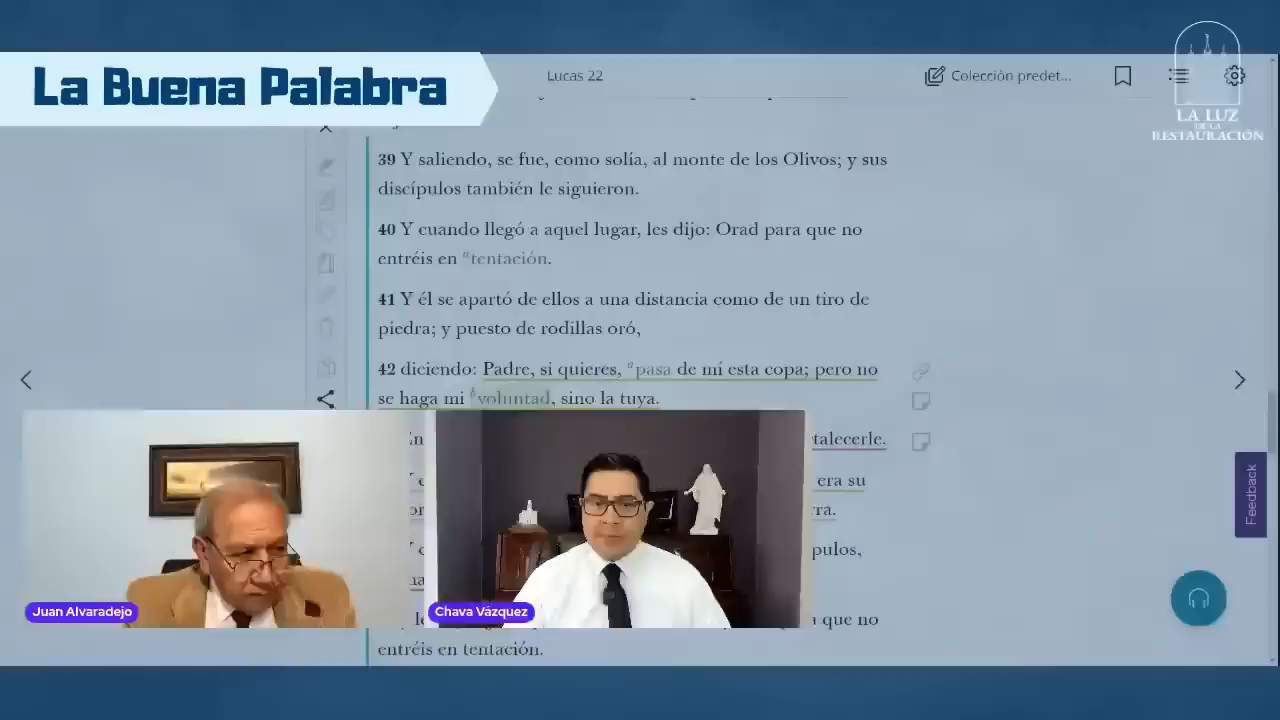 La Buena Palabra
Lucas 22
Colección predet...
LA LUZ
DE LA
RESTAURACIÓN
39 Y saliendo, se fue, como solía, al monte de los Olivos; y sus
discípulos también le siguieron.
40 Y cuando llegó a aquel lugar, les dijo: Orad para que no
entréis en a tentación.
41 Y él se apartó de ellos a una distancia como de un tiro de
piedra; y puesto de rodillas oró,
42 diciendo: Padre, si quieres, a pasa de mí esta copa; pero no
se haga mi b voluntad, sino la tuya.
talecerle.
era su
rra.
pulos,
que no
entréis en tentación.
Feedback
Juan Alvaradejo
Chava Vázquez